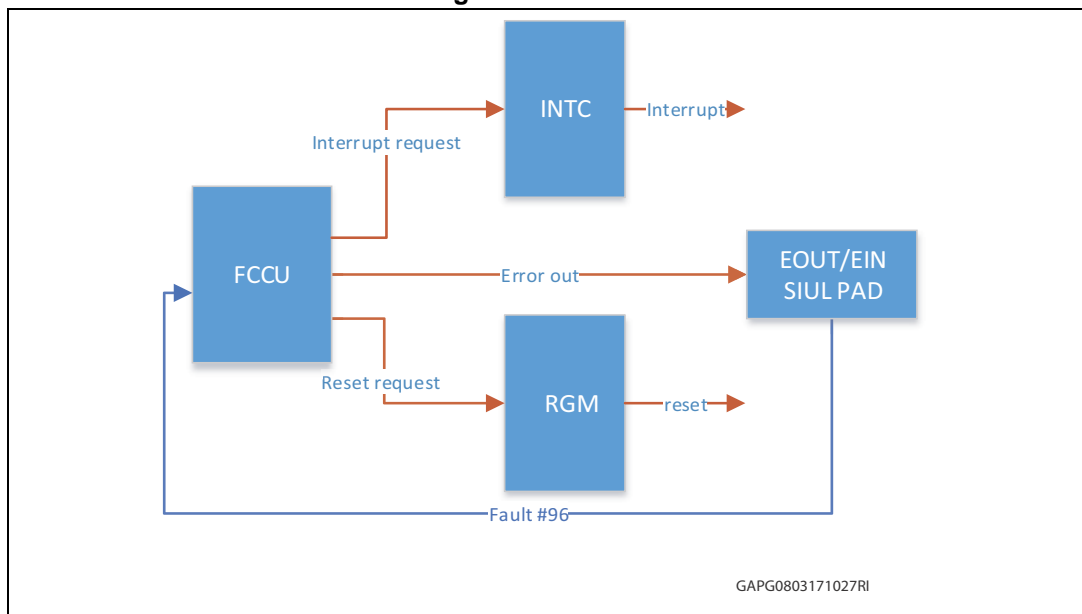 INTC
Interrupt
Interrupt request
FCCU
Error out
EOUT/EIN
SIUL PAD
Reset request
RGM
reset
Fault #96
GAPG0803171027RI